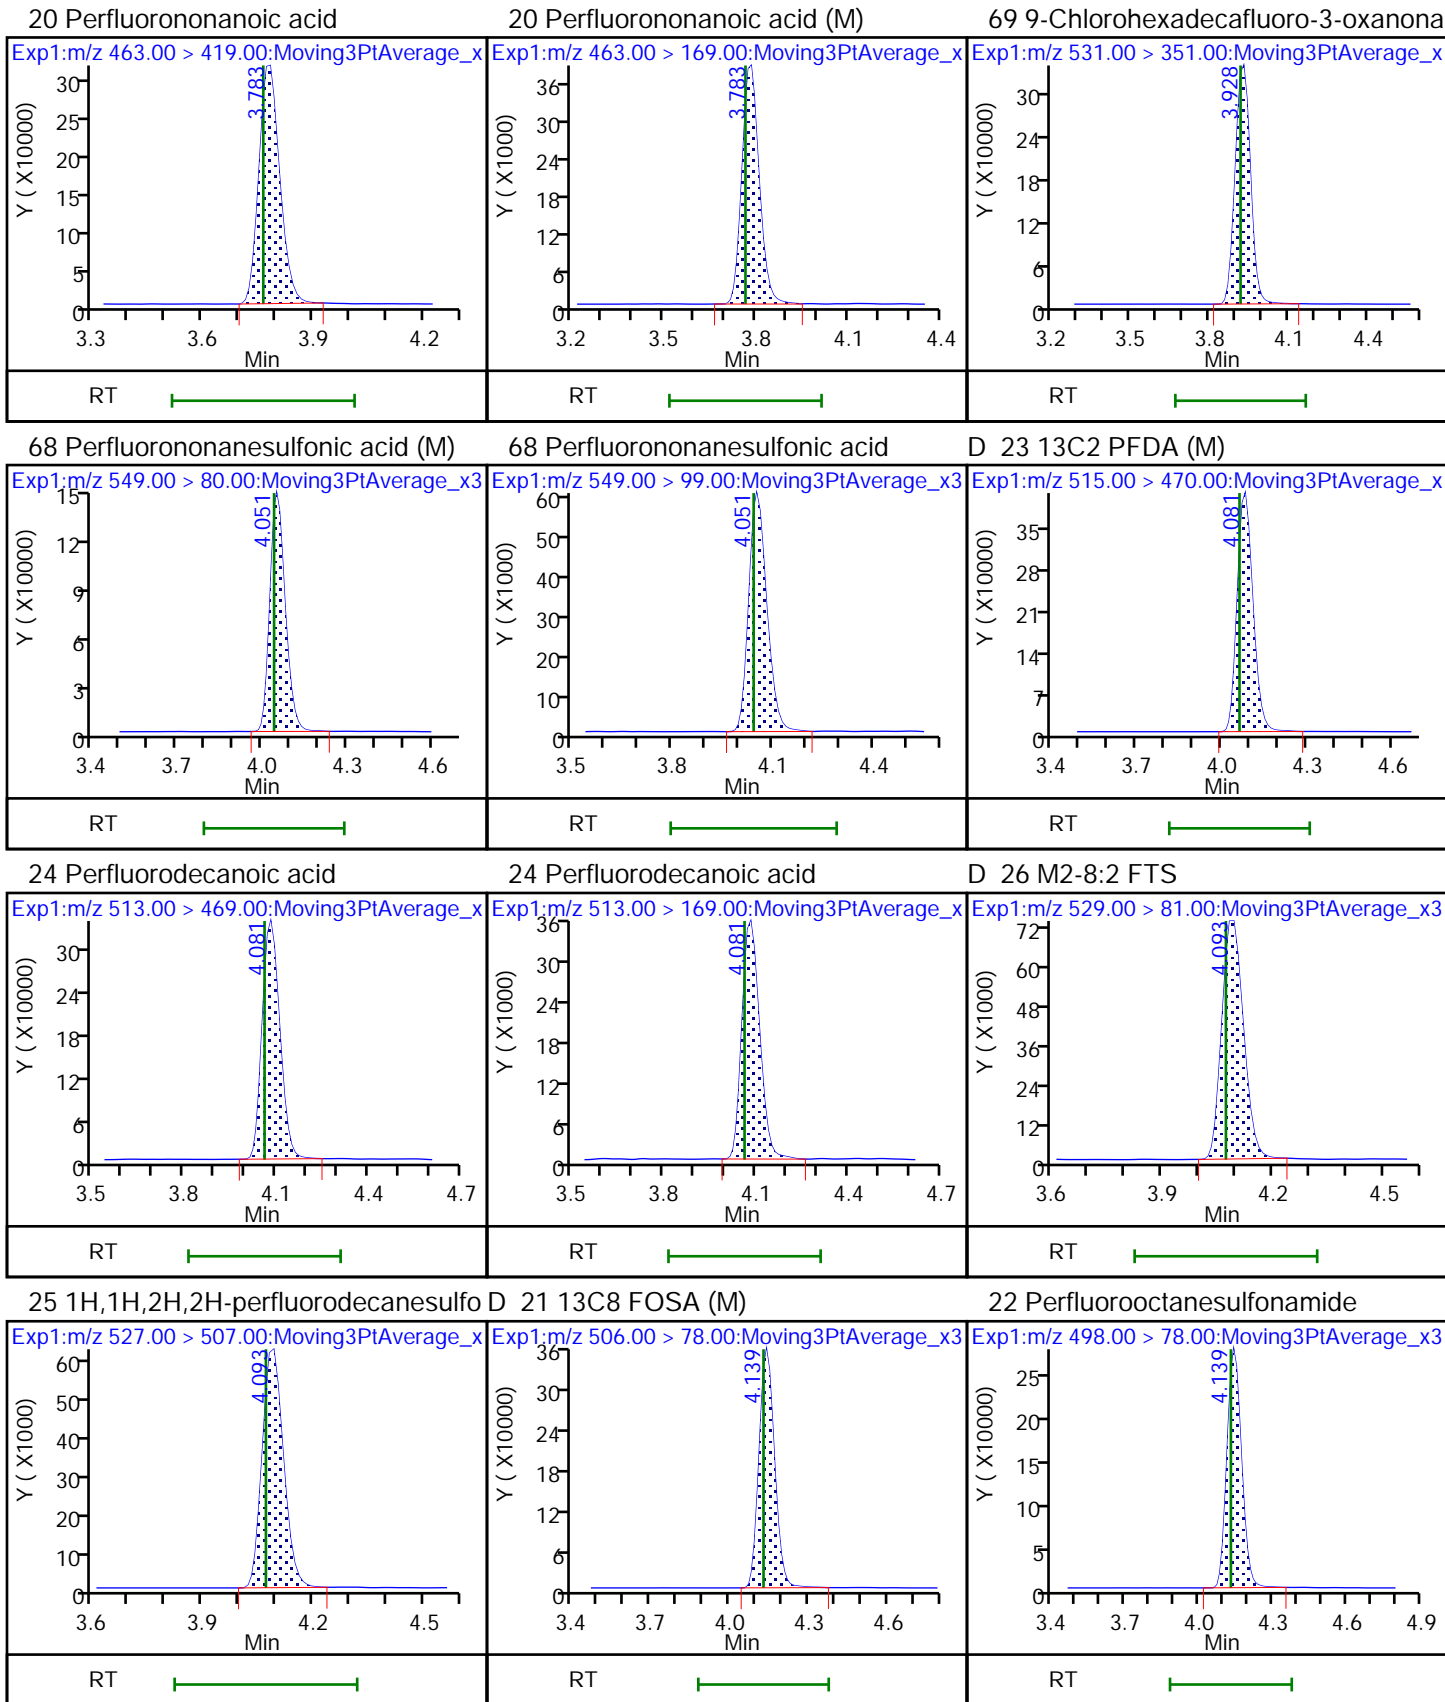 20 Perfluorononanoic acid
Exp1:m/z 463.00 > 419.00:Moving3PtAverage_x
3.783
Y ( X10000)
30
25
20
15
10
5
0
3.3 3.6 3.9 4.2
Min
RT
20 Perfluorononanoic acid (M)
Exp1:m/z 463.00 > 169.00:Moving3PtAverage_x
3.783
Y ( X1000)
36
30
24
18
12
6
0
3.2 3.5 3.8 4.1 4.4
Min
RT
69 9-Chlorohexadecafluoro-3-oxanona
Exp1:m/z 531.00 > 351.00:Moving3PtAverage_x
3.928
Y ( X10000)
30
24
18
12
6
0
3.2 3.5 3.8 4.1 4.4
Min
RT
68 Perfluorononanesulfonic acid (M)
Exp1:m/z 549.00 > 80.00:Moving3PtAverage_x3
4.051
Y ( X10000)
15
12
9
6
3
0
3.4 3.7 4.0 4.3 4.6
Min
RT
68 Perfluorononanesulfonic acid
Exp1:m/z 549.00 > 99.00:Moving3PtAverage_x3
4.051
Y ( X1000)
60
50
40
30
20
10
0
3.5 3.8 4.1 4.4
Min
RT
D 23 13C2 PFDA (M)
Exp1:m/z 515.00 > 470.00:Moving3PtAverage_x
4.081
Y ( X10000)
35
28
21
14
7
0
3.4 3.7 4.0 4.3 4.6
Min
RT
24 Perfluorodecanoic acid
Exp1:m/z 513.00 > 469.00:Moving3PtAverage_x
4.081
Y ( X10000)
30
24
18
12
6
0
3.5 3.8 4.1 4.4 4.7
Min
RT
24 Perfluorodecanoic acid
Exp1:m/z 513.00 > 169.00:Moving3PtAverage_x
4.081
Y ( X1000)
36
30
24
18
12
6
0
3.5 3.8 4.1 4.4 4.7
Min
RT
D 26 M2-8:2 FTS
Exp1:m/z 529.00 > 81.00:Moving3PtAverage_x3
4.093
Y ( X1000)
72
60
48
36
24
12
0
3.6 3.9 4.2 4.5
Min
RT
25 1H,1H,2H,2H-perfluorodecanesulfo
Exp1:m/z 527.00 > 507.00:Moving3PtAverage_x
4.093
Y ( X1000)
60
50
40
30
20
10
0
3.6 3.9 4.2 4.5
Min
RT
D 21 13C8 FOSA (M)
Exp1:m/z 506.00 > 78.00:Moving3PtAverage_x3
4.139
Y ( X10000)
36
30
24
18
12
6
0
3.4 3.7 4.0 4.3 4.6
Min
RT
22 Perfluorooctanesulfonamide
Exp1:m/z 498.00 > 78.00:Moving3PtAverage_x3
4.139
Y ( X10000)
25
20
15
10
5
0
3.4 3.7 4.0 4.3 4.6 4.9
Min
RT